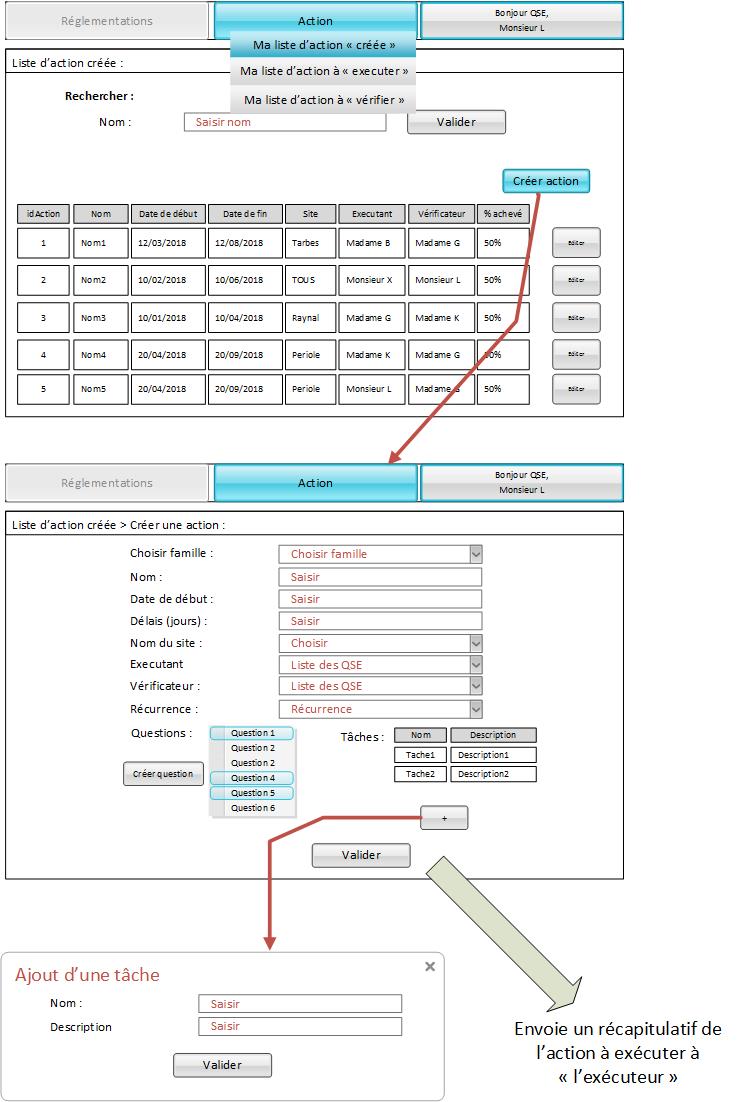 Réglementations Action Bonjour QSE,
Monsieur L
Ma liste d'action « créée »
Ma liste d'action à « executer »
Ma liste d'action à « vérifier »
Liste d'action créée :
Rechercher :
Nom : Saisir nom Valider
Créer action
idAction Nom Date de début Date de fin Site Executant Vérificateur % achevé
1 Nom1 12/03/2018 12/08/2018 Tarbes Madame B Madame G 50% Editer
2 Nom2 10/02/2018 10/06/2018 TOUS Monsieur X Monsieur L 50% Editer
3 Nom3 10/01/2018 10/04/2018 Raynal Madame G Madame K 50% Editer
4 Nom4 20/04/2018 20/09/2018 Periole Madame K Madame G 50% Editer
5 Nom5 20/04/2018 20/09/2018 Periole Monsieur L Madame G 50% Editer
Réglementations Action Bonjour QSE,
Monsieur L
Liste d'action créée > Créer une action :
Choisir famille : Choisir famille
Nom : Saisir
Date de début : Saisir
Délais (jours) : Saisir
Nom du site : Choisir
Executant Liste des QSE
Vérificateur : Liste des QSE
Récurrence : Récurrence
Questions :
Créer question
Question 1
Question 2
Question 2
Question 4
Question 5
Question 6
Tâches :
Nom Description
Tache1 Description1
Tache2 Description2
+
Valider
Ajout d'une tâche
Nom : Saisir
Description Saisir
Valider
Envoie un récapitulatif de
l'action à exécuter à
« l'exécuteur »